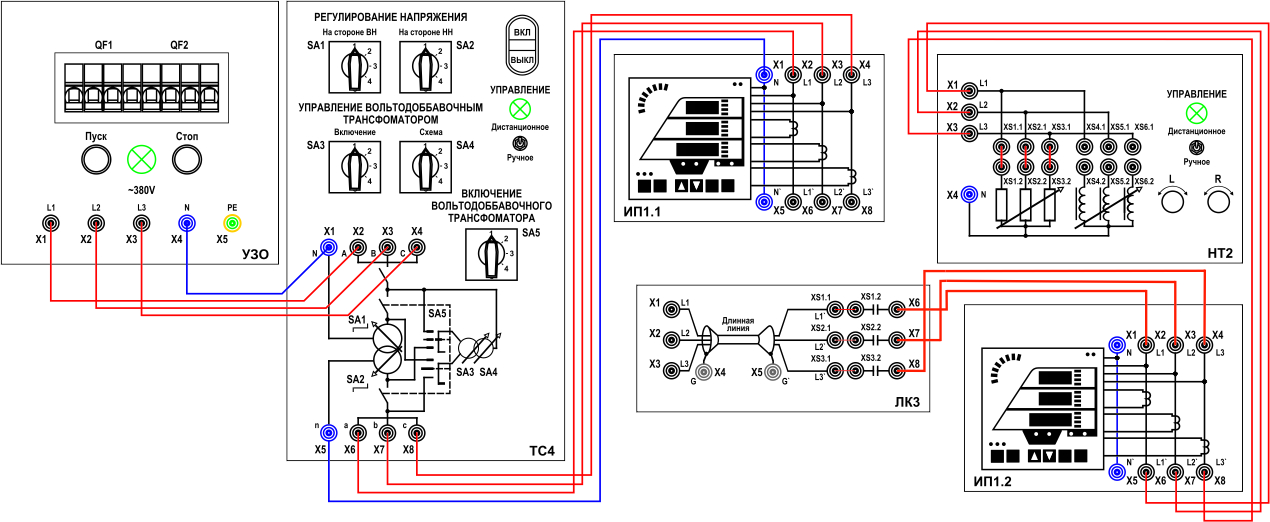 QF1 QF2
Пуск Стоп
~380V
L1 L2 L3 N PE
X1 X2 X3 X4 X5
УЗО
РЕГУЛИРОВАНИЕ НАПРЯЖЕНИЯ
На стороне ВН На стороне НН
SA1 2 3 4 SA2 2 3 4
ВКЛ
ВЫКЛ
УПРАВЛЕНИЕ
Дистанционное
Ручное
УПРАВЛЕНИЕ ВОЛЬТОДОББАВОЧНЫМ
ТРАНСФОМАТОРОМ
Включение Схема
SA3 2 3 4 SA4 2 3 4
ВКЛЮЧЕНИЕ
ВОЛЬТОДОББАВОЧНОГО
ТРАНСФОМАТОРА
SA5 2 3 4
X1 X2 X3 X4
N A B C
SA5
SA1
SA3 SA4
SA2
n a b c
X5 X6 X7 X8
ТС4
X1 X2 X3 X4
N L1 L2 L3
N` L1` L2` L3`
X5 X6 X7 X8
ИП1.1
X1 L1
X2 L2
X3 L3
XS1.1 XS2.1 XS3.1 XS4.1 XS5.1 XS6.1
XS1.2 XS2.2 XS3.2 XS4.2 XS5.2 XS6.2
X4 N
УПРАВЛЕНИЕ
Дистанционное
Ручное
L R
НТ2
X1 L1
X2 L2
X3 L3
G X4
Длинная
линия
X5 G`
XS1.1 XS1.2 X6
L1`
XS2.1 XS2.2 X7
L2`
XS3.1 XS3.2 X8
L3`
ЛК3
X1 X2 X3 X4
N L1 L2 L3
N` L1` L2` L3`
X5 X6 X7 X8
ИП1.2